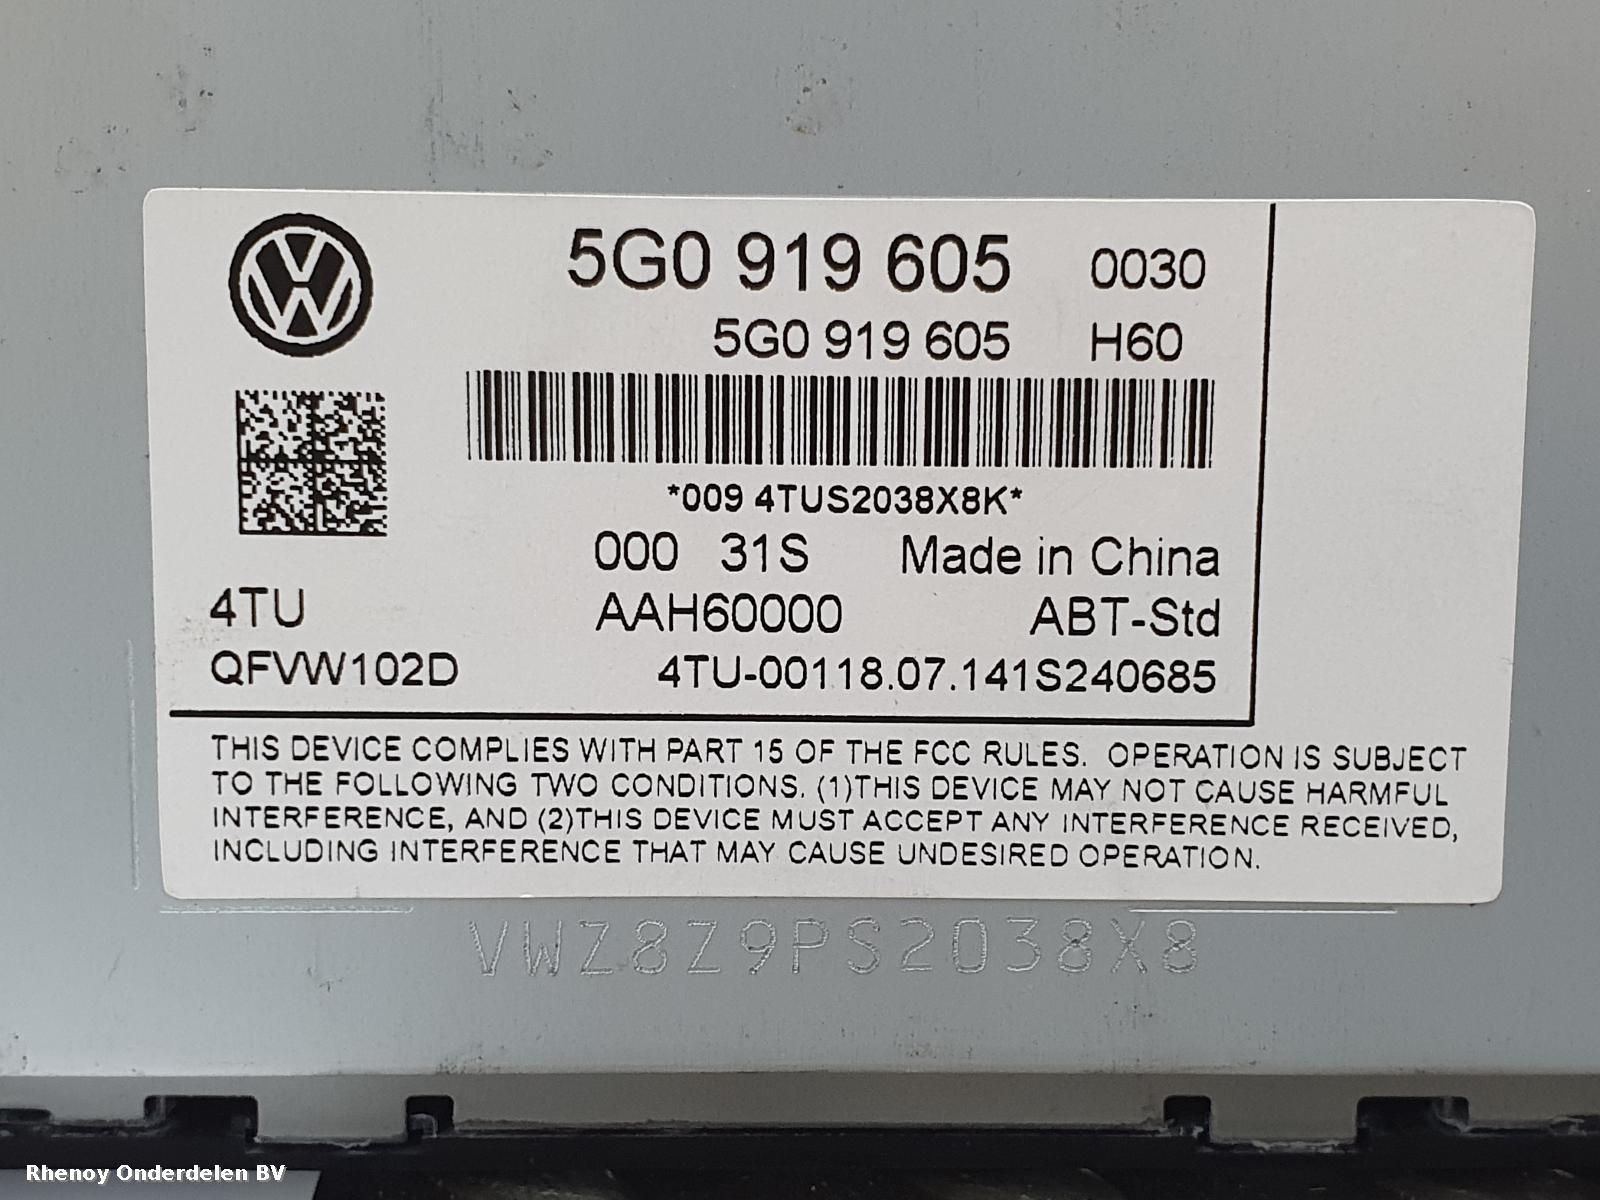 5G0 919 605 0030
5G0 919 605 H60
*009 4TUS2038X8K*
000 31S Made in China
4TU AAH60000 ABT-Std
QFVW102D 4TU-00118.07.141S240685
THIS DEVICE COMPLIES WITH PART 15 OF THE FCC RULES. OPERATION IS SUBJECT
TO THE FOLLOWING TWO CONDITIONS. (1)THIS DEVICE MAY NOT CAUSE HARMFUL
INTERFERENCE, AND (2)THIS DEVICE MUST ACCEPT ANY INTERFERENCE RECEIVED,
INCLUDING INTERFERENCE THAT MAY CAUSE UNDESIRED OPERATION.
VWZ8Z9PS2038X8
Rhenoy Onderdelen BV